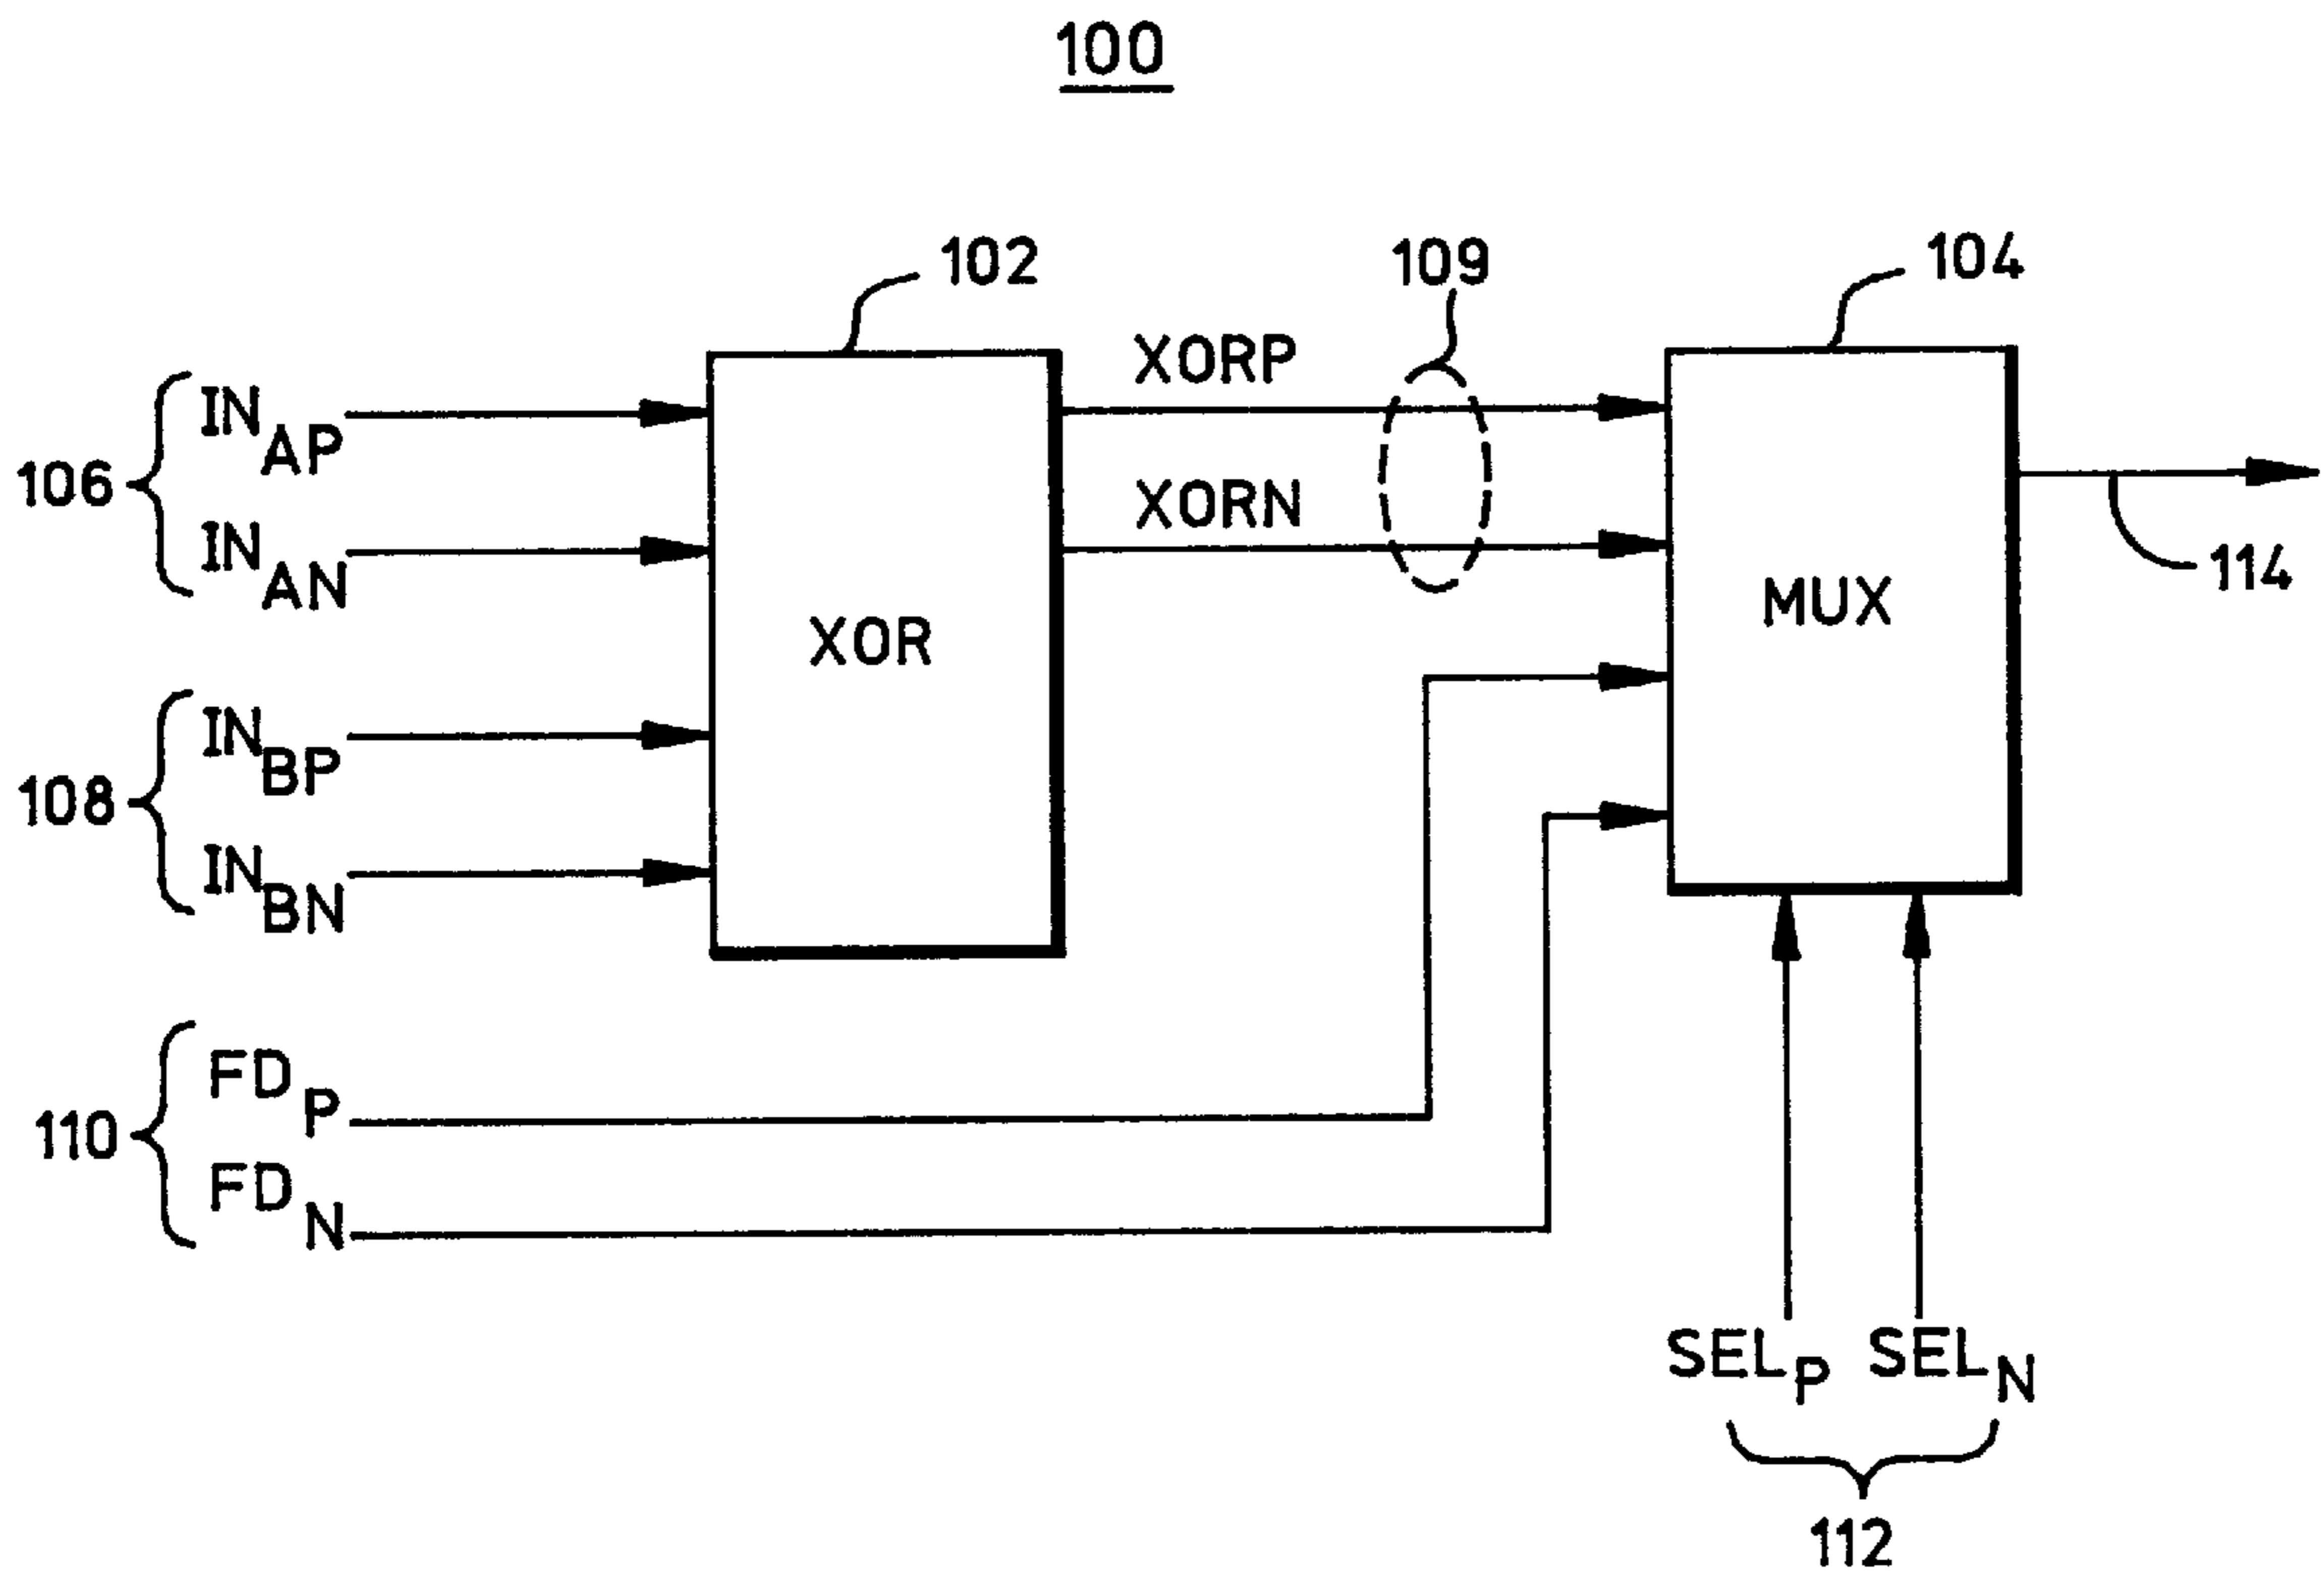 100
102
109
104
XORP
106
IN AP
IN AN
XORN
114
MUX
XOR
108
IN BP
IN BN
110
FD P
FD N
SEL P
SEL N
112